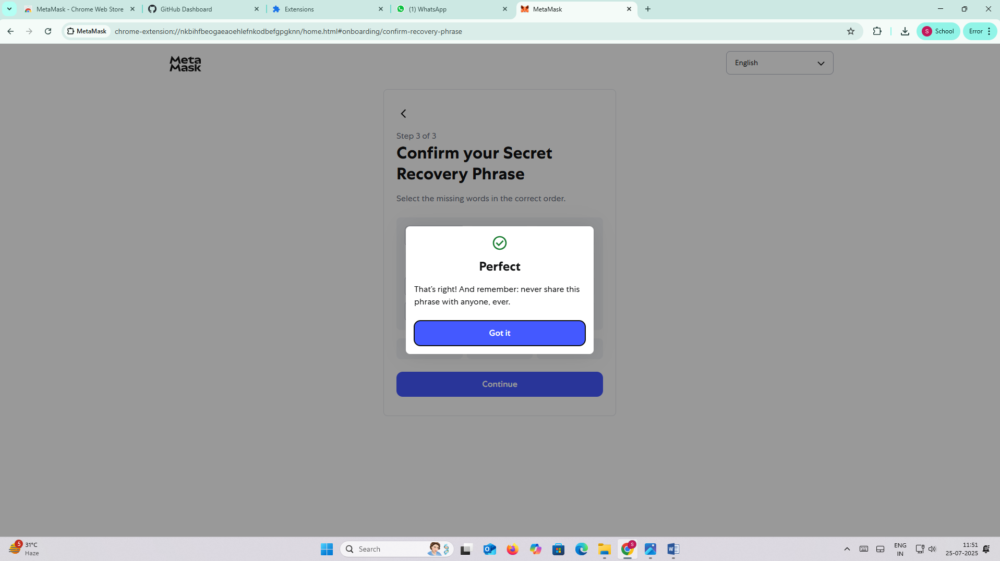 MetaMask - Chrome Web Store
GitHub Dashboard
Extensions
(1) WhatsApp
MetaMask
MetaMask
chrome-extension://nkbihfbeogaeaoehlefnkodbefgpgknn/home.html#onboarding/confirm-recovery-phrase
S School
Error
Meta
Mask
English
Step 3 of 3
Confirm your Secret
Recovery Phrase
Select the missing words in the correct order.
Perfect
That's right! And remember: never share this
phrase with anyone, ever.
Got it
Continue
5
31°C
Haze
Search
S
ENG
IN
11:51
25-07-2025